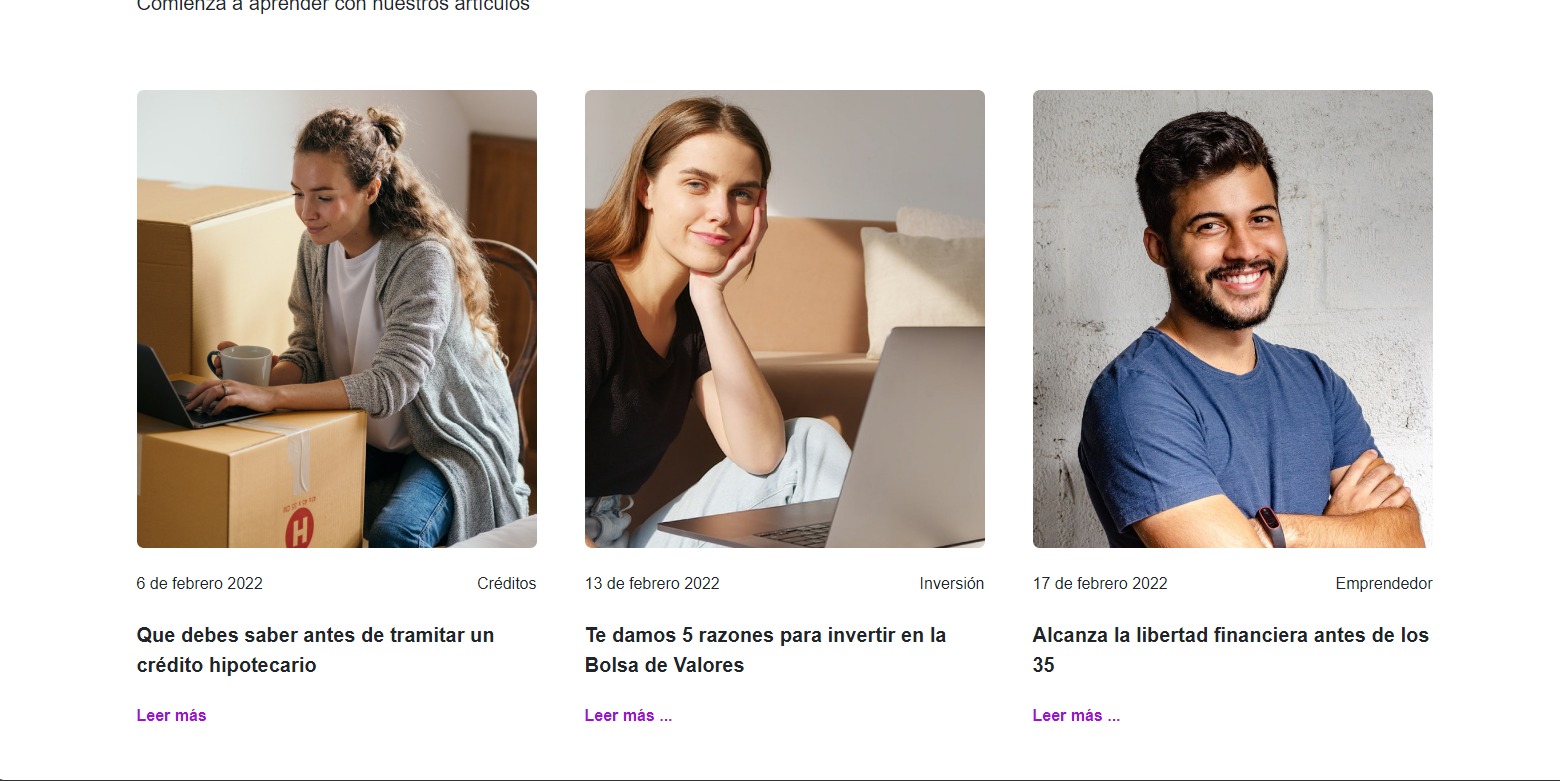 Comienza a aprender con nuestros artículos
H
6 de febrero 2022
Créditos
Que debes saber antes de tramitar un
crédito hipotecario
Leer más
13 de febrero 2022
Inversión
Te damos 5 razones para invertir en la
Bolsa de Valores
Leer más ...
17 de febrero 2022
Emprendedor
Alcanza la libertad financiera antes de los
35
Leer más ...